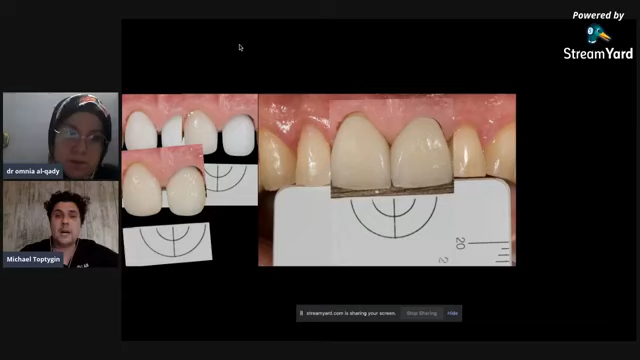 Powered by
StreamYard
dr omnia al-qady
Michael Toptygin
20
2
streamyard.com is sharing your screen.
Stop Sharing
Hide